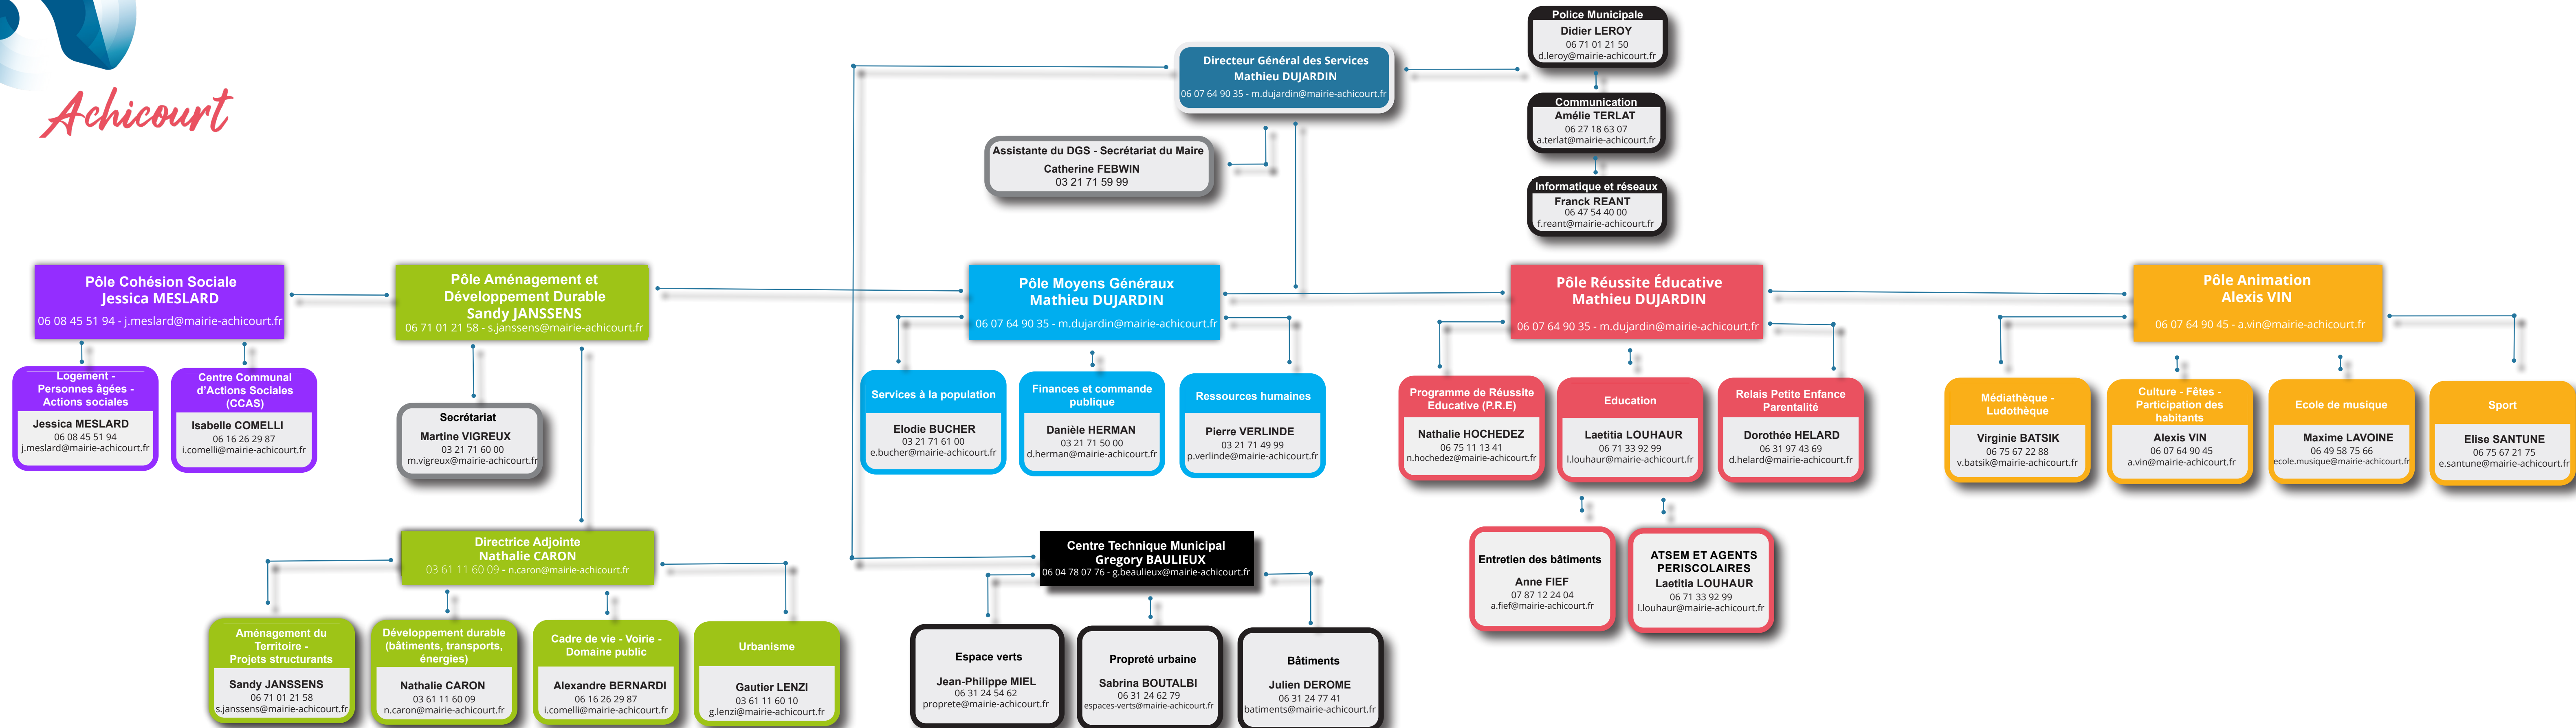 Achicourt
Directeur Général des Services
Mathieu DUJARDIN
06 07 64 90 35 - m.dujardin@mairie-achicourt.fr
Police Municipale
Didier LEROY
06 71 01 21 50
d.leroy@mairie-achicourt.fr
Communication
Amélie TERLAT
06 27 18 63 07
a.terlat@mairie-achicourt.fr
Informatique et réseaux
Franck REANT
06 47 54 40 00
f.reant@mairie-achicourt.fr
Assistante du DGS - Secrétariat du Maire
Catherine FEBWIN
03 21 71 59 99
Pôle Cohésion Sociale
Jessica MESLARD
06 08 45 51 94 - j.meslard@mairie-achicourt.fr
Pôle Aménagement et
Développement Durable
Sandy JANSSENS
06 71 01 21 58 - s.janssens@mairie-achicourt.fr
Pôle Moyens Généraux
Mathieu DUJARDIN
06 07 64 90 35 - m.dujardin@mairie-achicourt.fr
Pôle Réussite Éducative
Mathieu DUJARDIN
06 07 64 90 35 - m.dujardin@mairie-achicourt.fr
Pôle Animation
Alexis VIN
06 07 64 90 45 - a.vin@mairie-achicourt.fr
Logement -
Personnes âgées -
Actions sociales
Jessica MESLARD
06 08 45 51 94
j.meslard@mairie-achicourt.fr
Centre Communal
d'Actions Sociales
(CCAS)
Isabelle COMELLI
06 16 26 29 87
i.comelli@mairie-achicourt.fr
Secrétariat
Martine VIGREUX
03 21 71 60 00
m.vigreux@mairie-achicourt.fr
Services à la population
Elodie BUCHER
03 21 71 61 00
e.bucher@mairie-achicourt.fr
Finances et commande
publique
Danièle HERMAN
03 21 71 50 00
d.herman@mairie-achicourt.fr
Ressources humaines
Pierre VERLINDE
03 21 71 49 99
p.verlinde@mairie-achicourt.fr
Programme de Réussite
Educative (P.R.E)
Nathalie HOCHEDEZ
06 75 11 13 41
n.hochedez@mairie-achicourt.fr
Education
Laetitia LOUHAUR
06 71 33 92 99
l.louhaur@mairie-achicourt.fr
Relais Petite Enfance
Parentalité
Dorothée HELARD
06 31 97 43 69
d.helard@mairie-achicourt.fr
Médiathèque -
Ludothèque
Virginie BATSIK
06 75 67 22 88
v.batsik@mairie-achicourt.fr
Culture - Fêtes -
Participation des
habitants
Alexis VIN
06 07 64 90 45
a.vin@mairie-achicourt.fr
Ecole de musique
Maxime LAVOINE
06 49 58 75 66
ecole.musique@mairie-achicourt.fr
Sport
Elise SANTUNE
06 75 67 21 75
e.santune@mairie-achicourt.fr
Directrice Adjointe
Nathalie CARON
03 61 11 60 09 - n.caron@mairie-achicourt.fr
Centre Technique Municipal
Gregory BAULIEUX
06 04 78 07 76 - g.beaulieux@mairie-achicourt.fr
Entretien des bâtiments
Anne FIEF
07 87 12 24 04
a.fief@mairie-achicourt.fr
ATSEM ET AGENTS
PERISCOLAIRES
Laetitia LOUHAUR
06 71 33 92 99
l.louhaur@mairie-achicourt.fr
Aménagement du
Territoire -
Projets structurants
Sandy JANSSENS
06 71 01 21 58
s.janssens@mairie-achicourt.fr
Développement durable
(bâtiments, transports,
énergies)
Nathalie CARON
03 61 11 60 09
n.caron@mairie-achicourt.fr
Cadre de vie - Voirie -
Domaine public
Alexandre BERNARDI
06 16 26 29 87
i.comelli@mairie-achicourt.fr
Urbanisme
Gautier LENZI
03 61 11 60 10
g.lenzi@mairie-achicourt.fr
Espace verts
Jean-Philippe MIEL
06 31 24 54 62
proprete@mairie-achicourt.fr
Propreté urbaine
Sabrina BOUTALBI
06 31 24 62 79
espaces-verts@mairie-achicourt.fr
Bâtiments
Julien DEROME
06 31 24 77 41
batiments@mairie-achicourt.fr